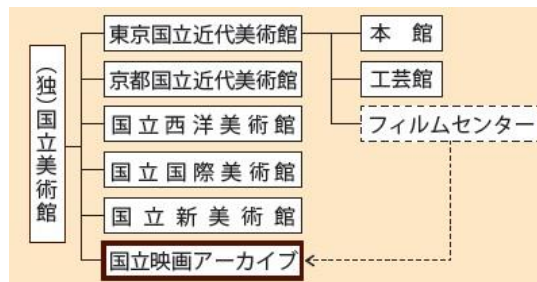 (独)国立美術館
東京国立近代美術館
本館
工芸館
フィルムセンター
京都国立近代美術館
国立西洋美術館
国立国際美術館
国立新美術館
国立映画アーカイブ